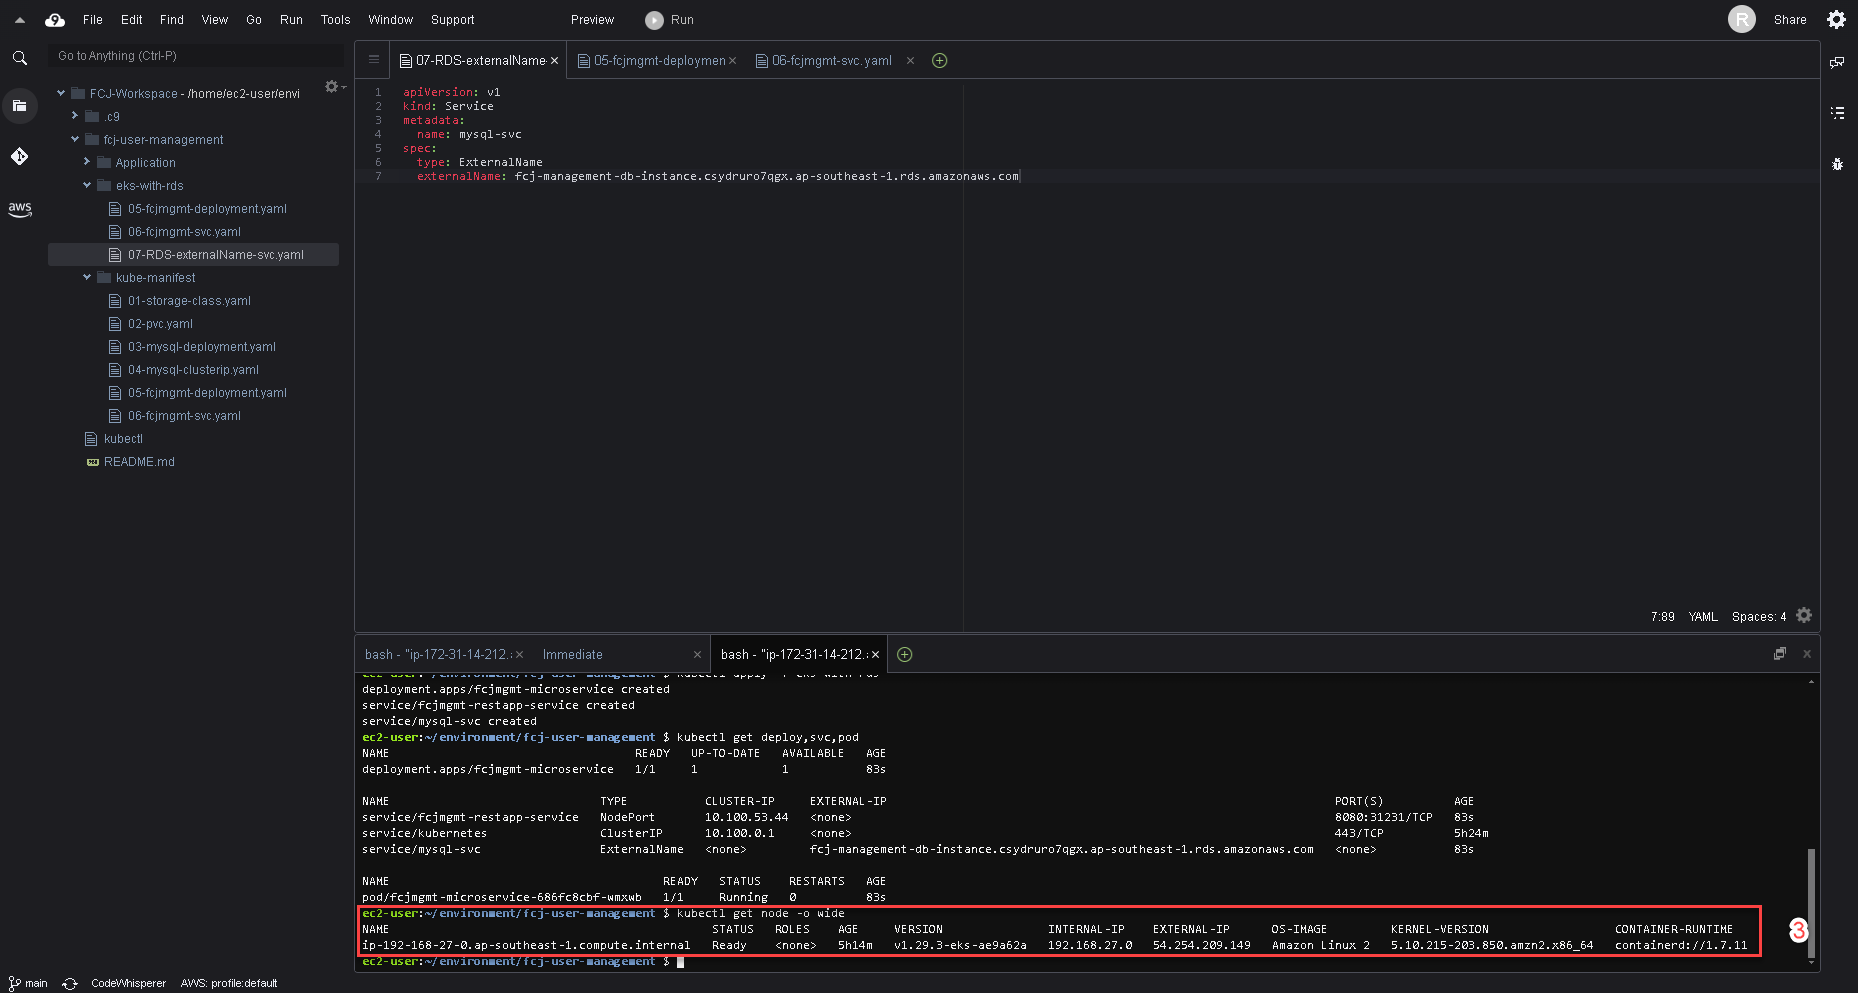 File Edit Find View Go Run Tools Window Support Preview Run R Share
Go to Anything (Ctrl-P)
FCJ-Workspace - /home/ec2-user/envi
.c9
fcj-user-management
Application
eks-with-rds
05-fcjmgmt-deployment.yaml
06-fcjmgmt-svc.yaml
07-RDS-externalName-svc.yaml
kube-manifest
01-storage-class.yaml
02-pvc.yaml
03-mysql-deployment.yaml
04-mysql-clusterip.yaml
05-fcjmgmt-deployment.yaml
06-fcjmgmt-svc.yaml
kubectl
README.md
aws
07-RDS-externalName 05-fcjmgmt-deploymen 06-fcjmgmt-svc.yaml
1 apiVersion: v1
2 kind: Service
3 metadata:
4 name: mysql-svc
5 spec:
6 type: ExternalName
7 externalName: fcj-management-db-instance.csydruro7qgx.ap-southeast-1.rds.amazonaws.com
7:89 YAML Spaces: 4
bash - "ip-172-31-14-212.: Immediate bash - "ip-172-31-14-212.:
ec2-user:~/environment/fcj-user-management $ kubectl apply -f eks-with-rds
deployment.apps/fcjmgmt-microservice created
service/fcjmgmt-restapp-service created
service/mysql-svc created
ec2-user:~/environment/fcj-user-management $ kubectl get deploy,svc,pod
NAME READY UP-TO-DATE AVAILABLE AGE
deployment.apps/fcjmgmt-microservice 1/1 1 1 83s
NAME TYPE CLUSTER-IP EXTERNAL-IP PORT(S) AGE
service/fcjmgmt-restapp-service NodePort 10.100.53.44 <none> 8080:31231/TCP 83s
service/kubernetes ClusterIP 10.100.0.1 <none> 443/TCP 5h24m
service/mysql-svc ExternalName <none> fcj-management-db-instance.csydruro7qgx.ap-southeast-1.rds.amazonaws.com <none> 83s
NAME READY STATUS RESTARTS AGE
pod/fcjmgmt-microservice-686fc8cbf-wmxwb 1/1 Running 0 83s
ec2-user:~/environment/fcj-user-management $ kubectl get node -o wide
NAME STATUS ROLES AGE VERSION INTERNAL-IP EXTERNAL-IP OS-IMAGE KERNEL-VERSION CONTAINER-RUNTIME
ip-192-168-27-0.ap-southeast-1.compute.internal Ready <none> 5h14m v1.29.3-eks-ae9a62a 192.168.27.0 54.254.209.149 Amazon Linux 2 5.10.215-203.850.amzn2.x86_64 containerd://1.7.11
3
ec2-user:~/environment/fcj-user-management $
main CodeWhisperer AWS: profile:default